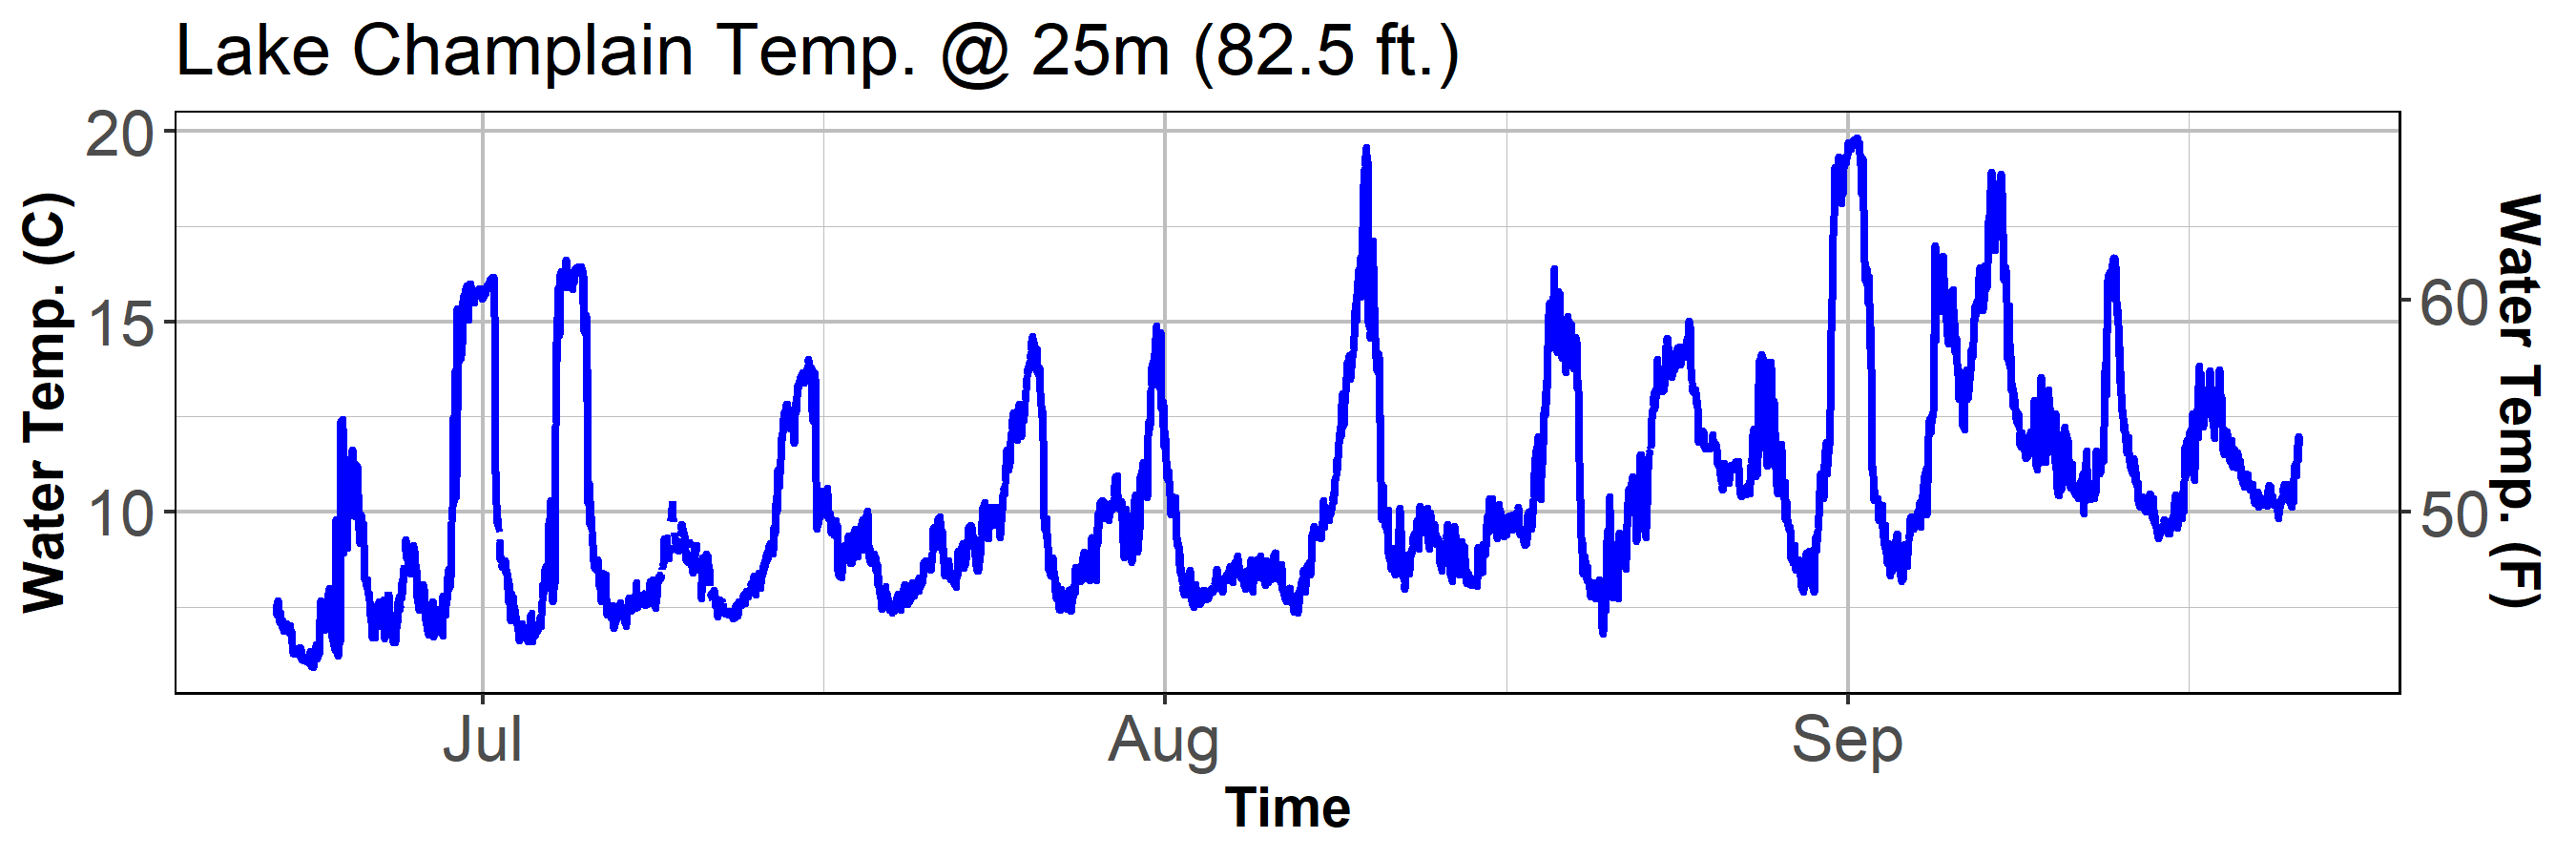 Lake Champlain Temp. @ 25m (82.5 ft.)
Water Temp. (C)
20
15
10
60
50
Water Temp. (F)
Jul Aug Sep
Time